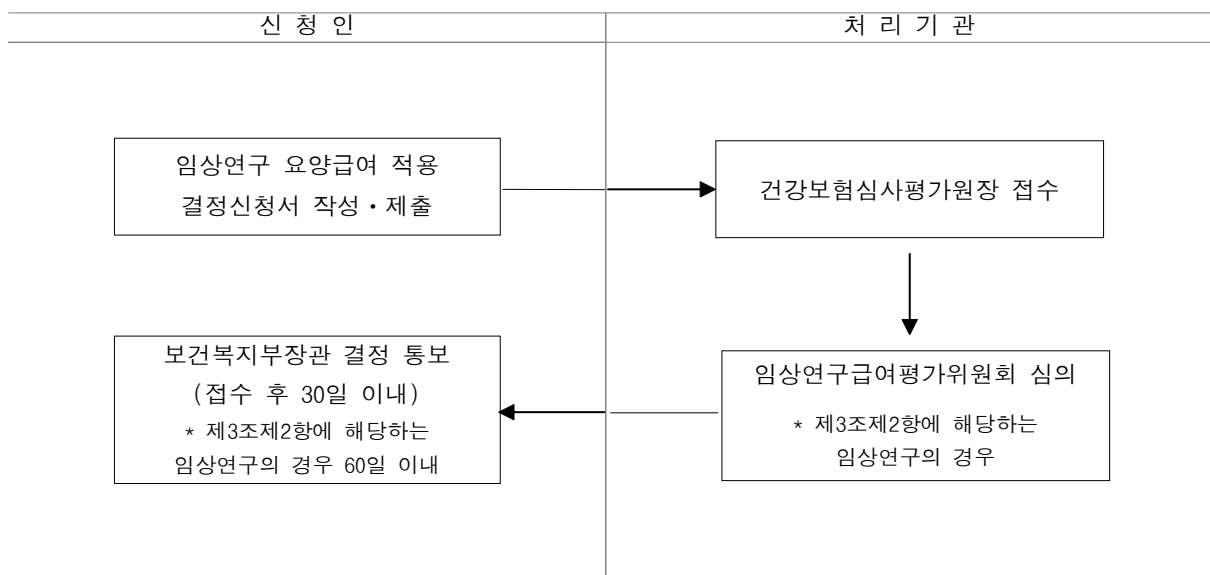 신 청 인
처 리 기 관
임상연구 요양급여 적용
결정신청서 작성·제출
건강보험심사평가원장 접수
임상연구급여평가위원회 심의
* 제3조제2항에 해당하는
임상연구의 경우
보건복지부장관 결정 통보
(접수 후 30일 이내)
* 제3조제2항에 해당하는
임상연구의 경우 60일 이내